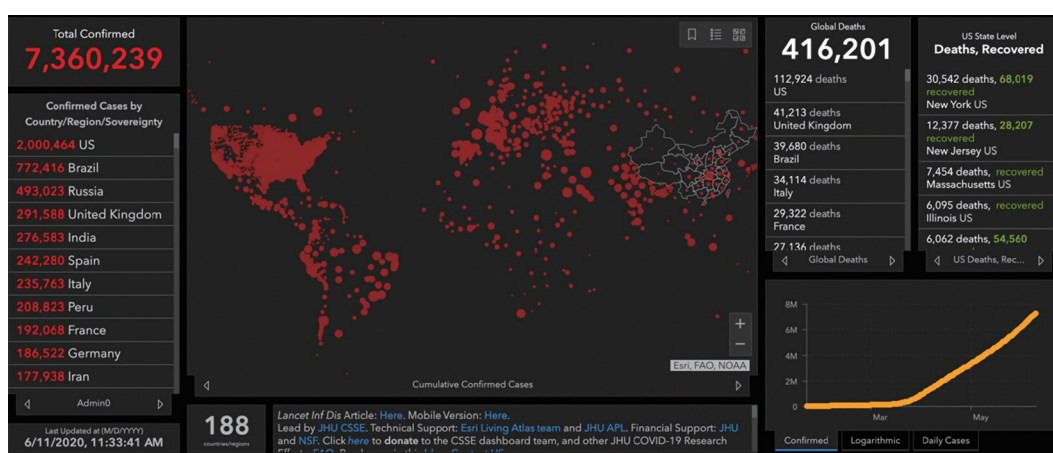 Total Confirmed
7,360,239
Confirmed Cases by
Country/Region/Sovereignty
2,000,464 US
772,416 Brazil
493,023 Russia
291,588 United Kingdom
276,583 India
242,280 Spain
235,763 Italy
208,823 Peru
192,068 France
186,522 Germany
177,938 Iran
Admin0
Last Updated at (M/D/YYYY)
6/11/2020, 11:33:41 AM
Esri, FAO, NOAA
Cumulative Confirmed Cases
188
countries/regions
Lancet Inf Dis Article: Here. Mobile Version: Here.
Lead by JHU CSSE. Technical Support: Esri Living Atlas team and JHU APL. Financial Support: JHU
and NSF. Click here to donate to the CSSE dashboard team, and other JHU COVID-19 Research
Global Deaths
416,201
112,924 deaths
US
41,213 deaths
United Kingdom
39,680 deaths
Brazil
34,114 deaths
Italy
29,322 deaths
France
27,136 deaths
Global Deaths
US State Level
Deaths, Recovered
30,542 deaths, 68,019
recovered
New York US
12,377 deaths, 28,207
recovered
New Jersey US
7,454 deaths, recovered
Massachusetts US
6,095 deaths, recovered
Illinois US
6,062 deaths, 54,560
US Deaths, Rec...
8M
6M
4M
2M
0
Mar
May
Confirmed
Logarithmic
Daily Cases